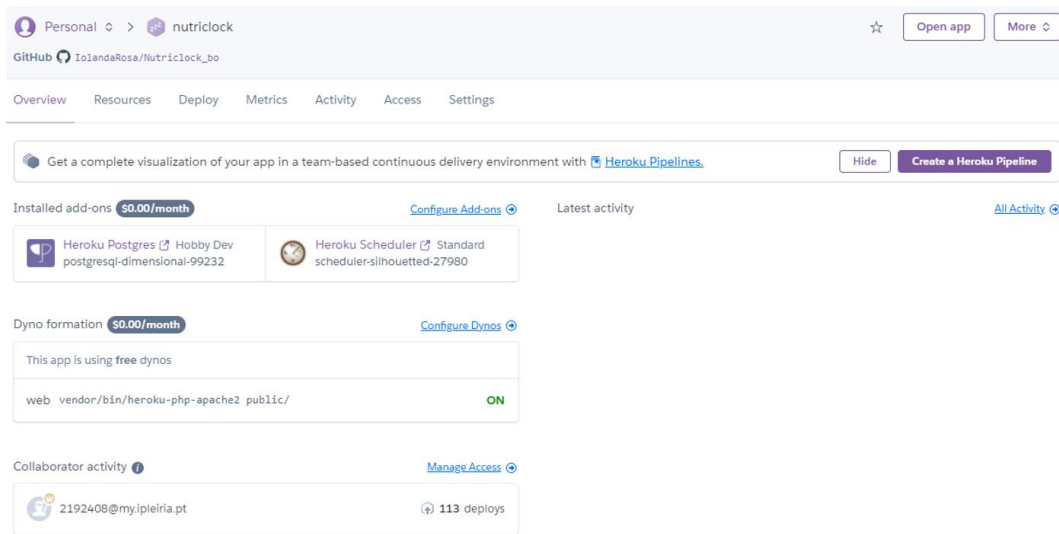 Personal > nutriclock
Open app
More
GitHub IolandaRosa/Nutriclock_bo
Overview Resources Deploy Metrics Activity Access Settings
Get a complete visualization of your app in a team-based continuous delivery environment with Heroku Pipelines.
Hide
Create a Heroku Pipeline
Installed add-ons $0.00/month
Configure Add-ons
Heroku Postgres Hobby Dev
postgresql-dimensional-99232
Heroku Scheduler Standard
scheduler-silhouetted-27980
Latest activity
All Activity
Dyno formation $0.00/month
Configure Dynos
This app is using free dynos
web vendor/bin/heroku-php-apache2 public/
ON
Collaborator activity
Manage Access
2192408@my.ipleiria.pt
113 deploys